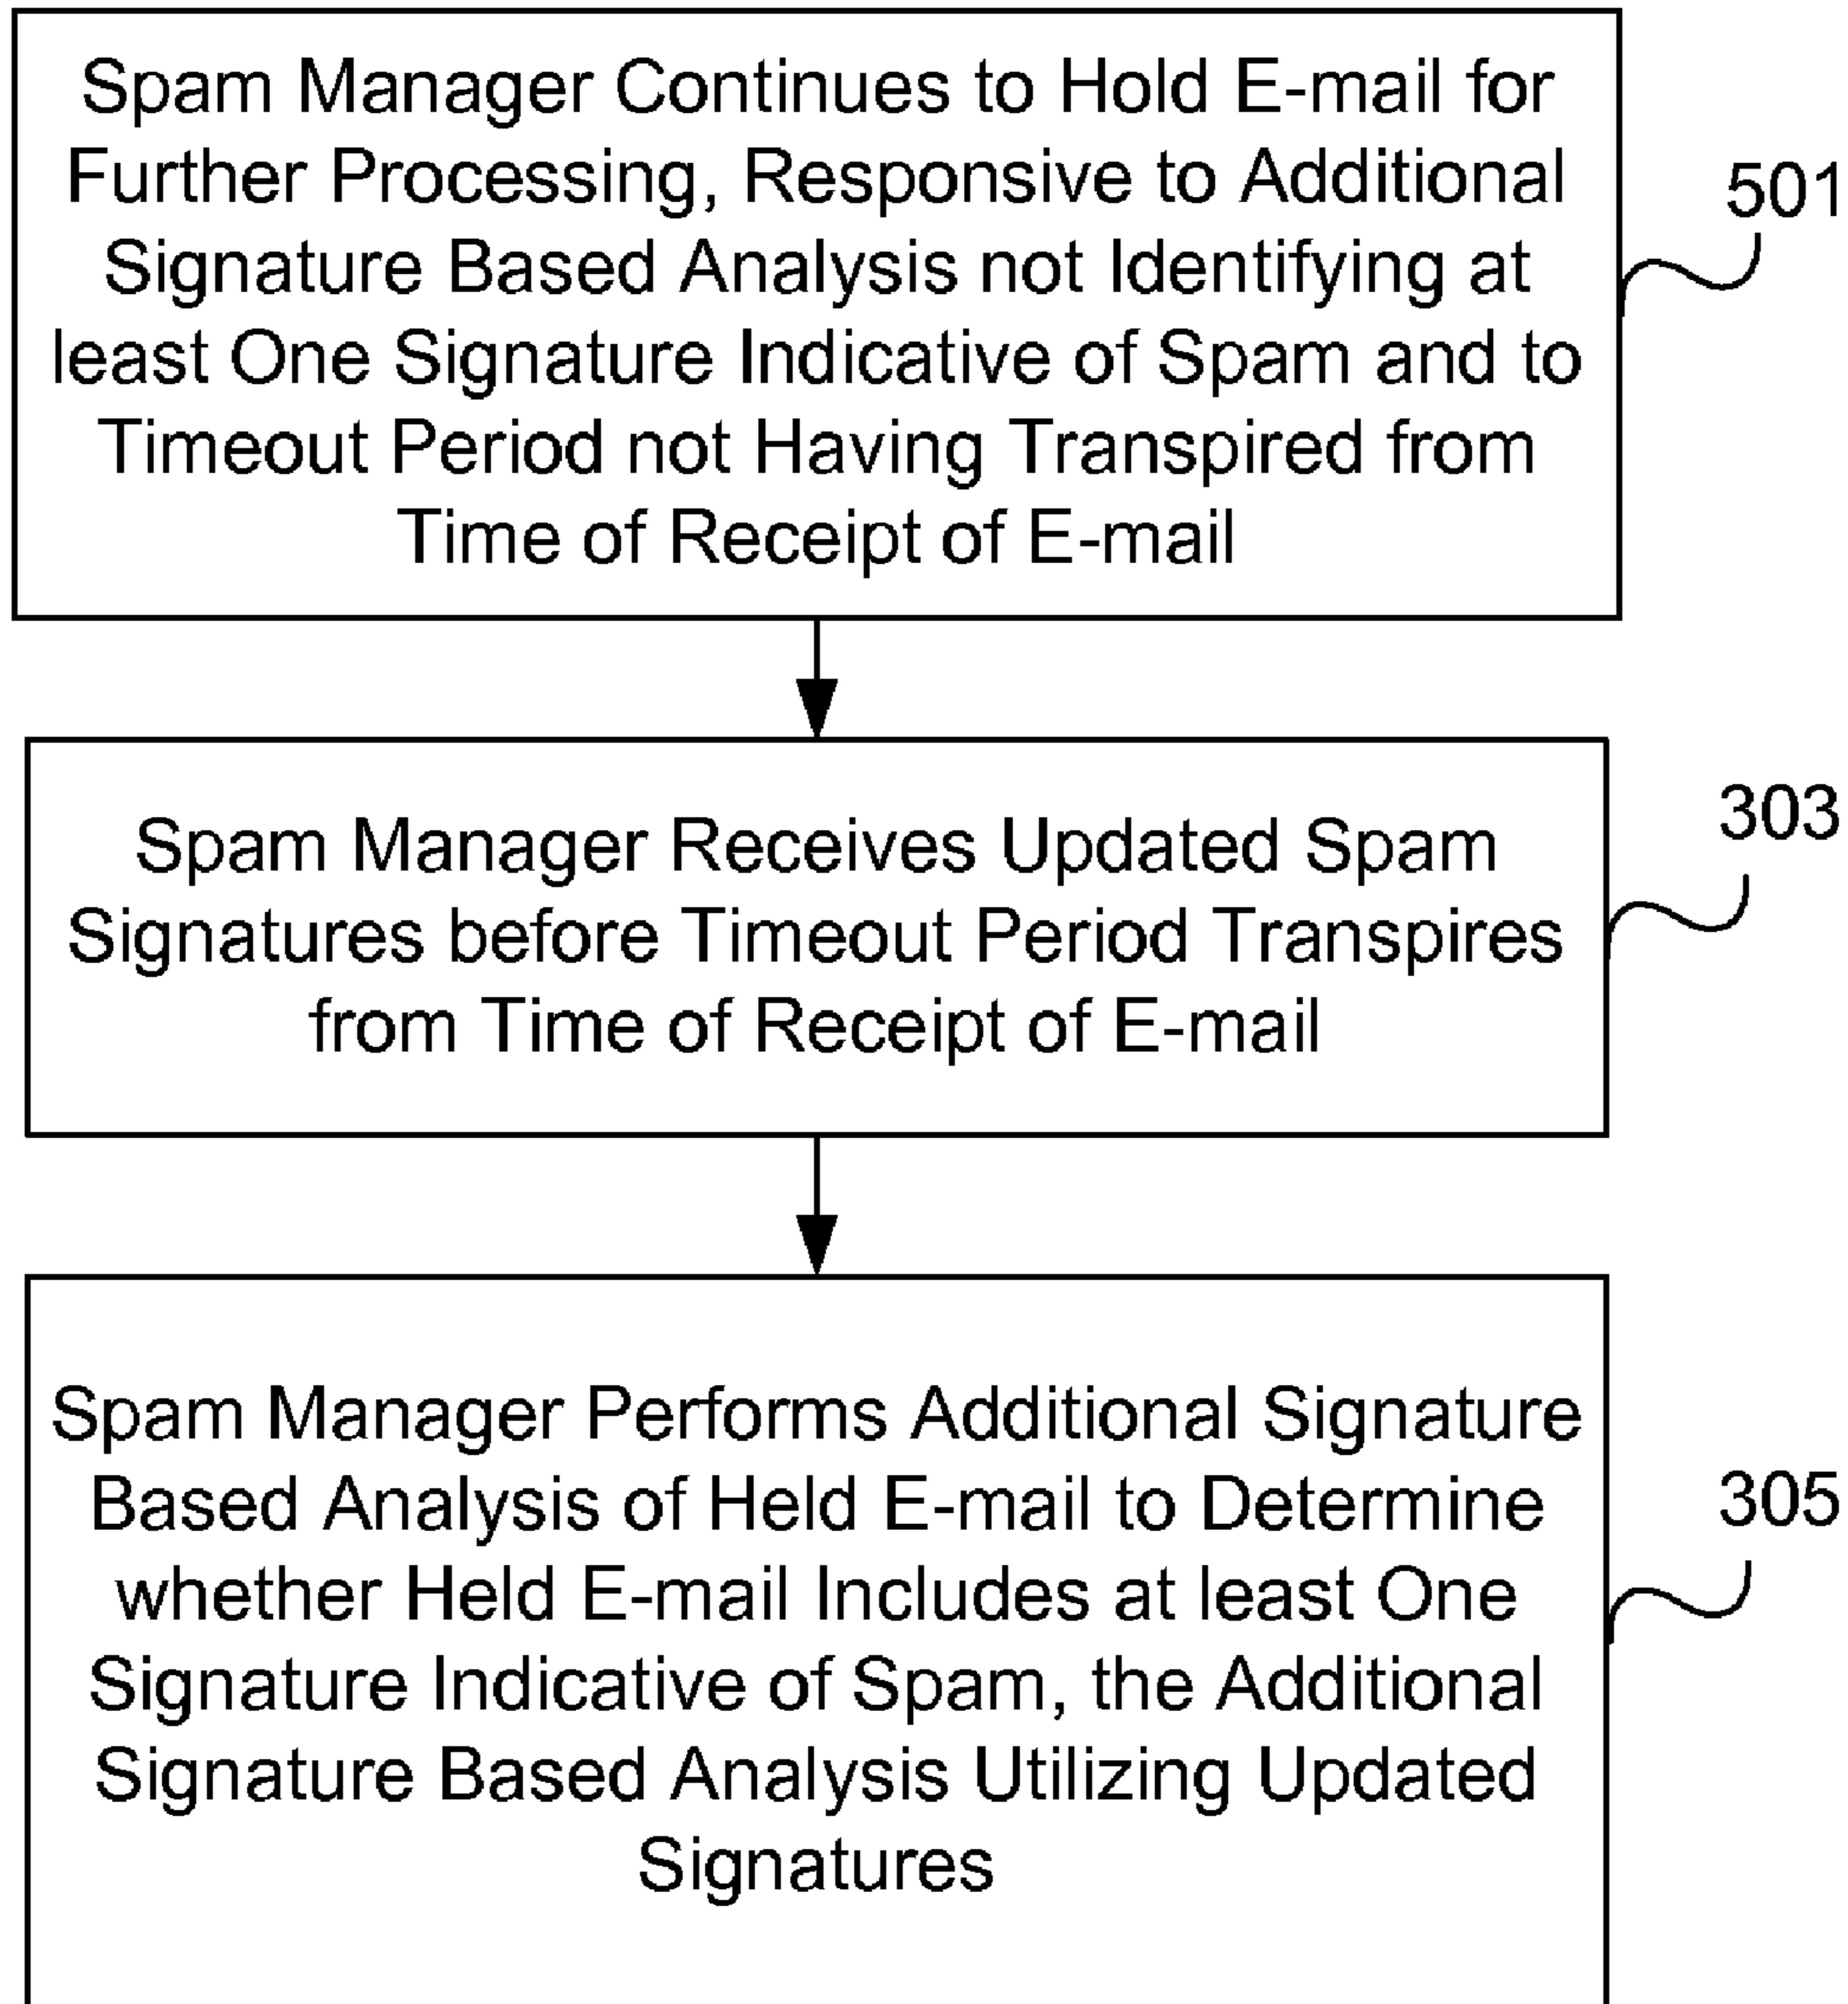 Spam Manager Continues to Hold E-mail for
Further Processing, Responsive to Additional
Signature Based Analysis not Identifying at
least One Signature Indicative of Spam and to
Timeout Period not Having Transpired from
Time of Receipt of E-mail
501
Spam Manager Receives Updated Spam
Signatures before Timeout Period Transpires
from Time of Receipt of E-mail
303
Spam Manager Performs Additional Signature
Based Analysis of Held E-mail to Determine
whether Held E-mail Includes at least One
Signature Indicative of Spam, the Additional
Signature Based Analysis Utilizing Updated
Signatures
305